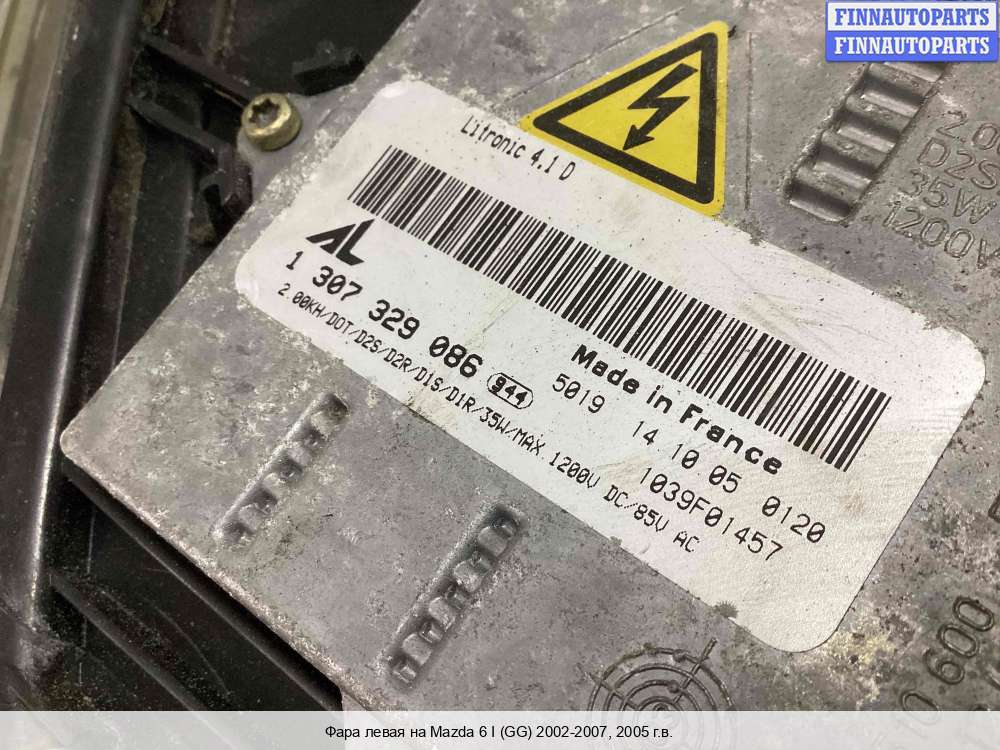 FINNAUTOPARTS
FINNAUTOPARTS
D2S
35W
1200V
Litronic 4.1 D
AL
1 307 329 086
944
2.00KH/DOT/D2S/D2R/D1S/D1R/35W/MAX.1200V DC/85V AC
Made in France
5019 14.10.05 0120
1039F01457
600
Фара левая на Mazda 6 I (GG) 2002-2007, 2005 г.в.